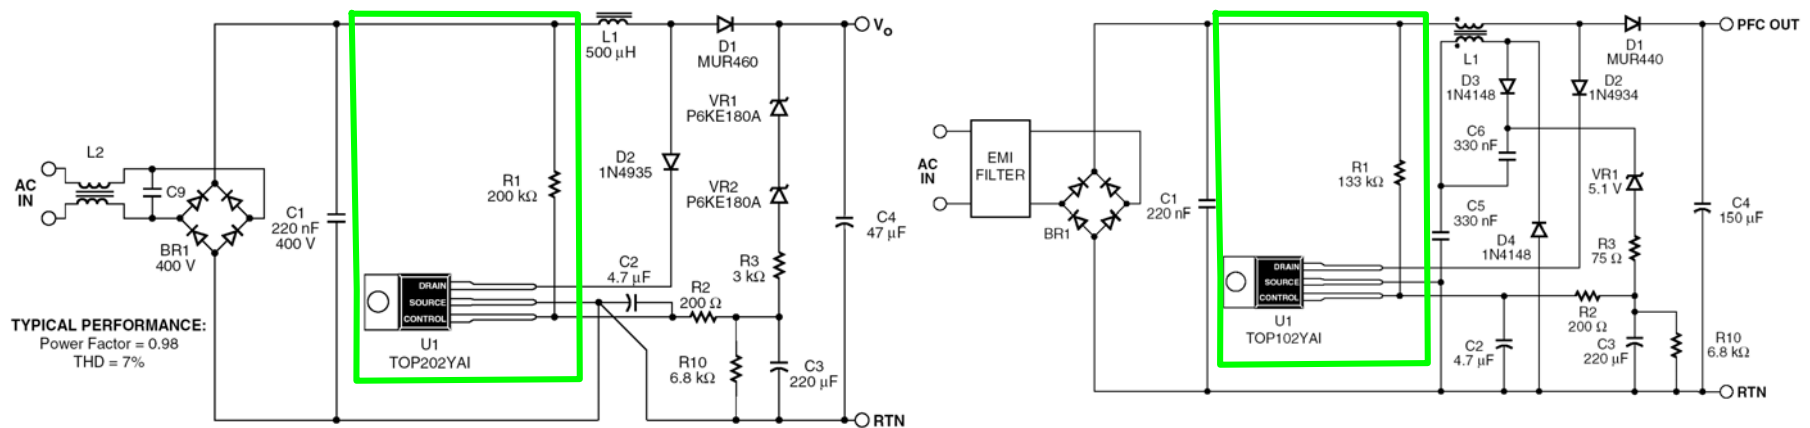 L2
AC
IN
C9
BR1
400 V
C1
220 nF
400 V
TYPICAL PERFORMANCE:
Power Factor = 0.98
THD = 7%
R1
200 kΩ
DRAIN
SOURCE
CONTROL
U1
TOP202YAI
L1
500 µH
D1
MUR460
D2
1N4935
VR1
P6KE180A
VR2
P6KE180A
C2
4.7 µF
R2
200 Ω
R3
3 kΩ
R10
6.8 kΩ
C3
220 µF
C4
47 µF
Vo
RTN
AC
IN
EMI
FILTER
BR1
C1
220 nF
R1
133 kΩ
DRAIN
SOURCE
CONTROL
U1
TOP102YAI
L1
D1
MUR440
D3
1N4148
D2
1N4934
C6
330 nF
C5
330 nF
D4
1N4148
VR1
5.1 V
R3
75 Ω
R2
200 Ω
C2
4.7 µF
C3
220 µF
R10
6.8 kΩ
C4
150 µF
PFC OUT
RTN